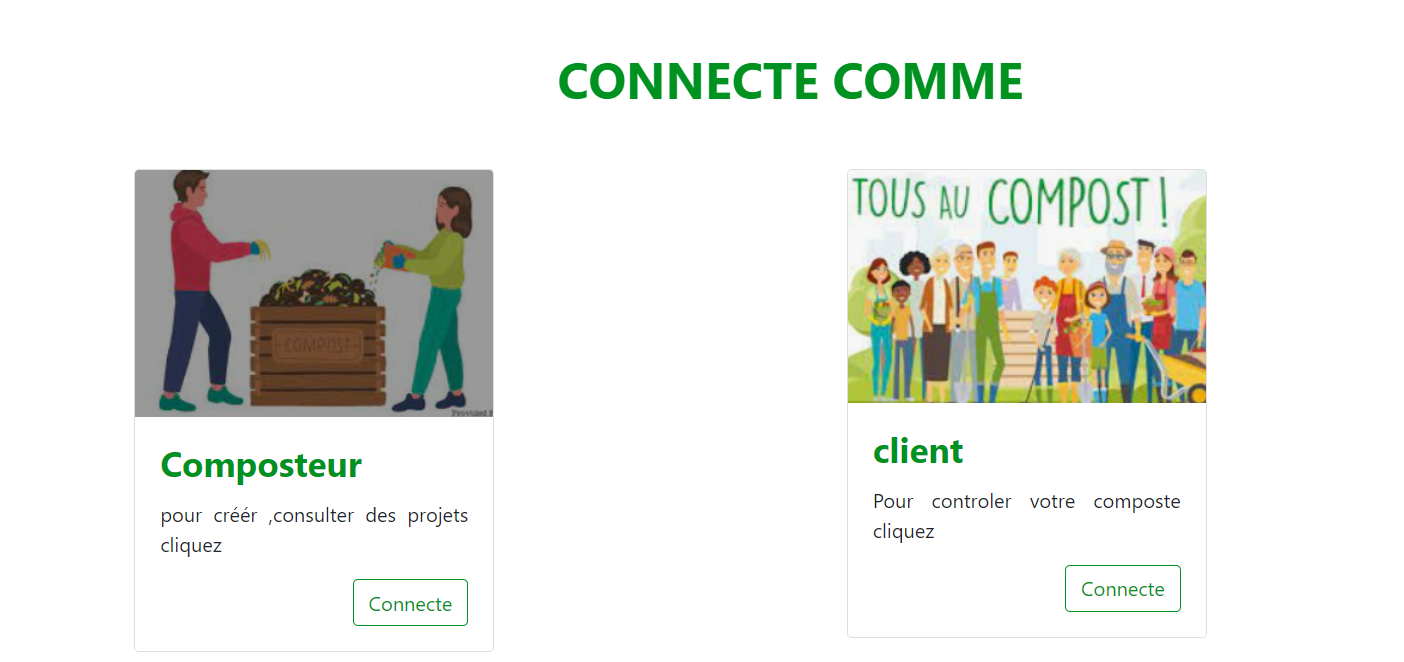 CONNECTE COMME
COMPOST
Provided
Composteur
pour créér ,consulter des projets
cliquez
Connecte
TOUS AU COMPOST !
client
Pour controler votre composte
cliquez
Connecte